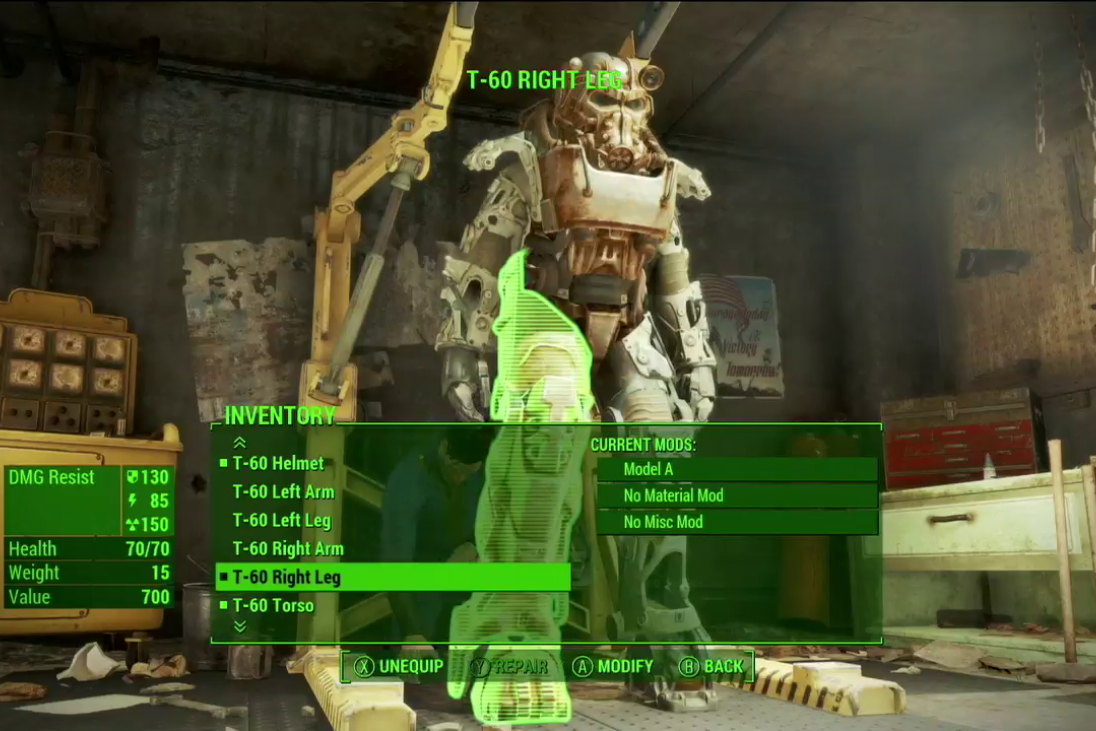 T-60 RIGHT LEG
Victory
Tomorrow!
INVENTORY
T-60 Helmet
T-60 Left Arm
T-60 Left Leg
T-60 Right Arm
T-60 Right Leg
T-60 Torso
CURRENT MODS:
Model A
No Material Mod
No Misc Mod
DMG Resist 130
85
150
Health 70/70
Weight 15
Value 700
X UNEQUIP Y REPAIR A MODIFY B BACK